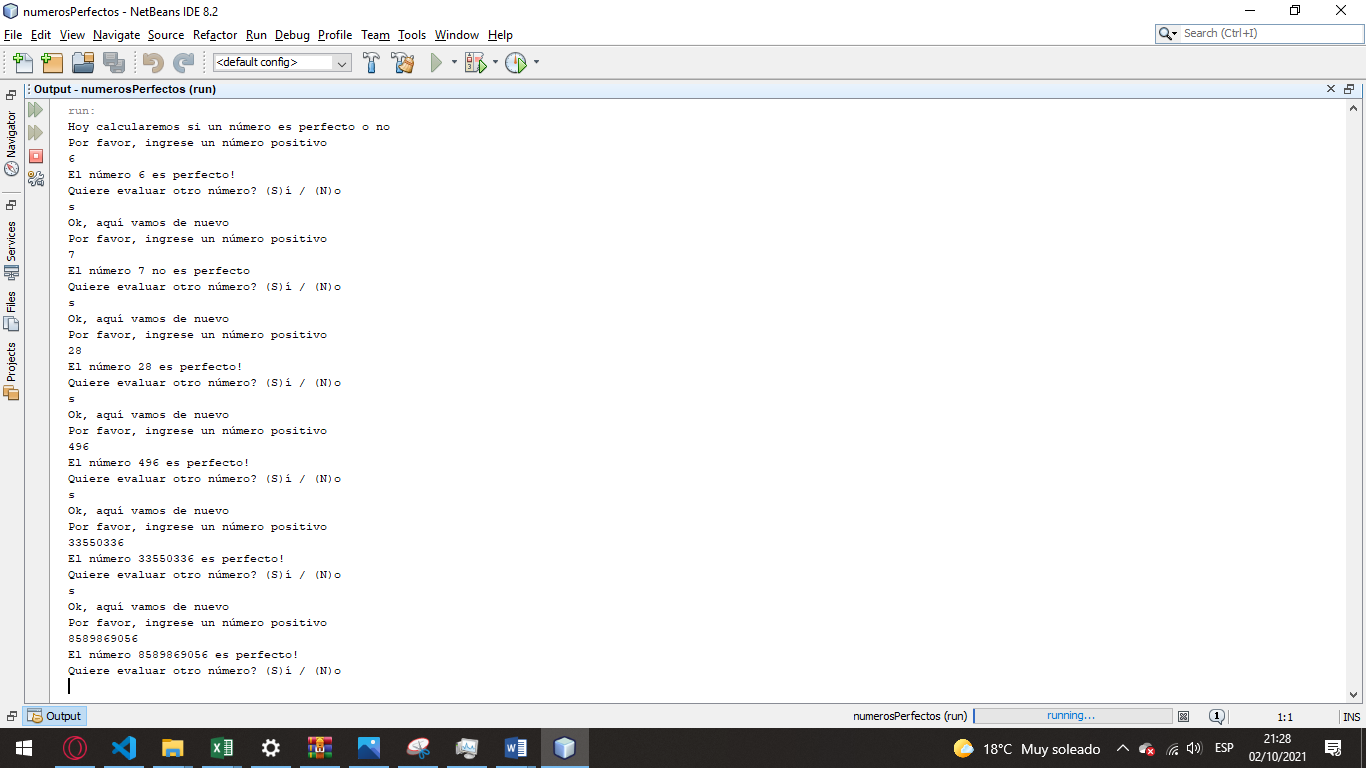 numerosPerfectos - NetBeans IDE 8.2
File Edit View Navigate Source Refactor Run Debug Profile Team Tools Window Help
Search (Ctrl+I)
<default config>
Output - numerosPerfectos (run)
Navigator
Services
Files
Projects
run:
Hoy calcularemos si un número es perfecto o no
Por favor, ingrese un número positivo
6
El número 6 es perfecto!
Quiere evaluar otro número? (S)í / (N)o
s
Ok, aquí vamos de nuevo
Por favor, ingrese un número positivo
7
El número 7 no es perfecto
Quiere evaluar otro número? (S)í / (N)o
s
Ok, aquí vamos de nuevo
Por favor, ingrese un número positivo
28
El número 28 es perfecto!
Quiere evaluar otro número? (S)í / (N)o
s
Ok, aquí vamos de nuevo
Por favor, ingrese un número positivo
496
El número 496 es perfecto!
Quiere evaluar otro número? (S)í / (N)o
s
Ok, aquí vamos de nuevo
Por favor, ingrese un número positivo
33550336
El número 33550336 es perfecto!
Quiere evaluar otro número? (S)í / (N)o
s
Ok, aquí vamos de nuevo
Por favor, ingrese un número positivo
8589869056
El número 8589869056 es perfecto!
Quiere evaluar otro número? (S)í / (N)o
Output
numerosPerfectos (run)
running...
1
1:1
INS
18°C Muy soleado
ESP
21:28
02/10/2021